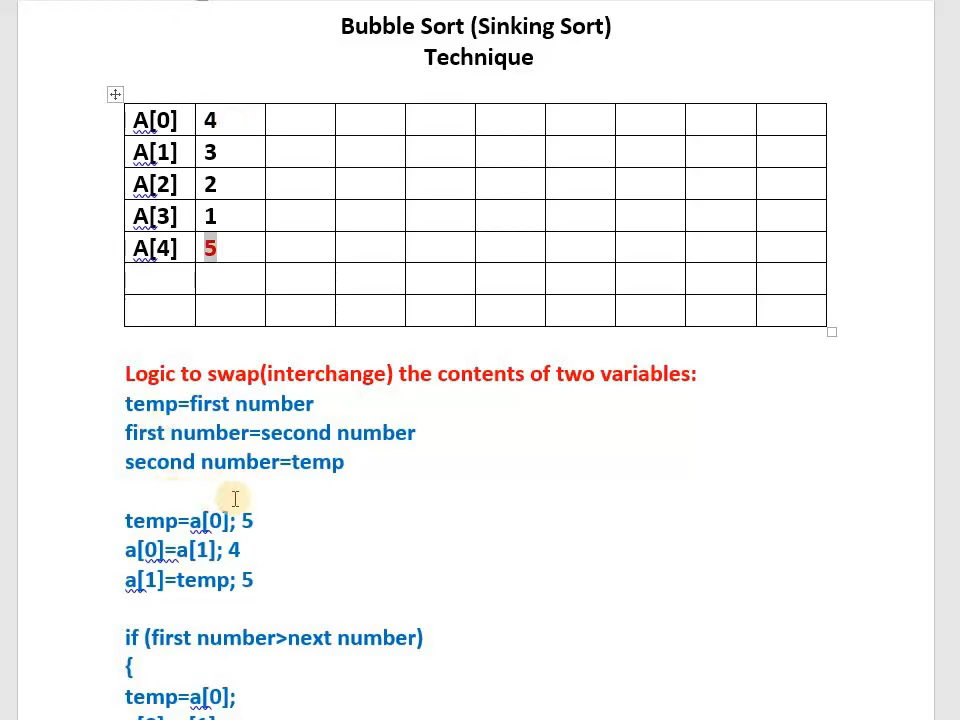 Bubble Sort (Sinking Sort)
Technique
A[0] 4
A[1] 3
A[2] 2
A[3] 1
A[4] 5
Logic to swap(interchange) the contents of two variables:
temp=first number
first number=second number
second number=temp
temp=a[0]; 5
a[0]=a[1]; 4
a[1]=temp; 5
if (first number>next number)
{
temp=a[0];